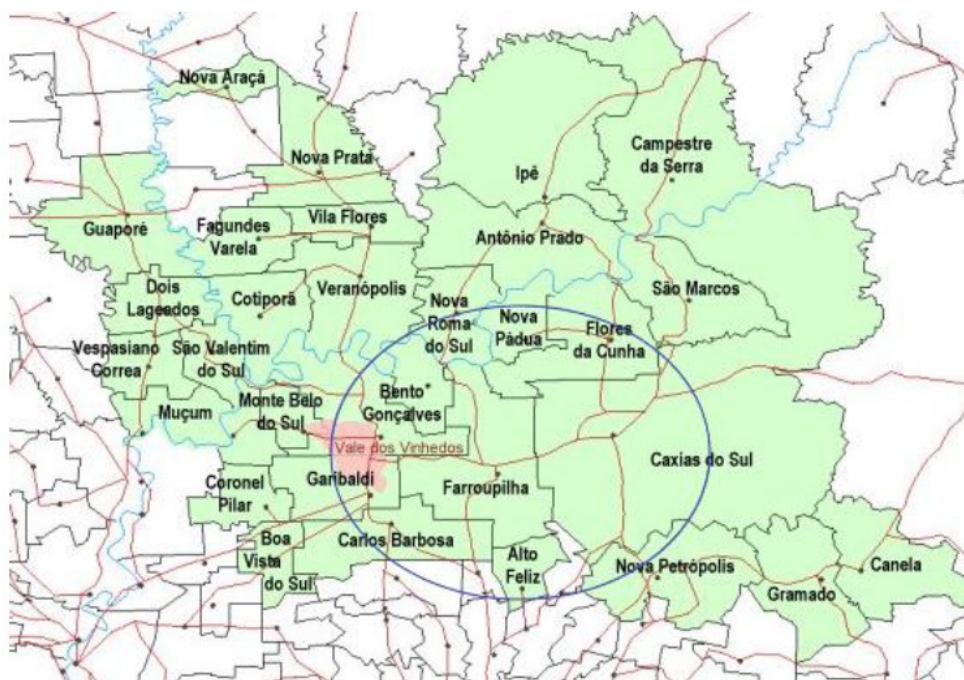 Nova Araçá
Nova Prata
Campestre
da Serra
Ipê
Guaporé
Fagundes
Varela
Vila Flores
Antônio Prado
Dois
Lageados
Cotiporã
Veranópolis
São Marcos
Nova
Roma
do Sul
Nova
Pádua
Flores
da Cunha
Vespasiano
Correa
São Valentim
do Sul
Muçum
Monte Belo
do Sul
Bento
Gonçalves
Vale dos Vinhedos
Caxias do Sul
Coronel
Pilar
Garibaldi
Farroupilha
Boa
Vista
do Sul
Carlos Barbosa
Alto
Feliz
Nova Petrópolis
Gramado
Canela